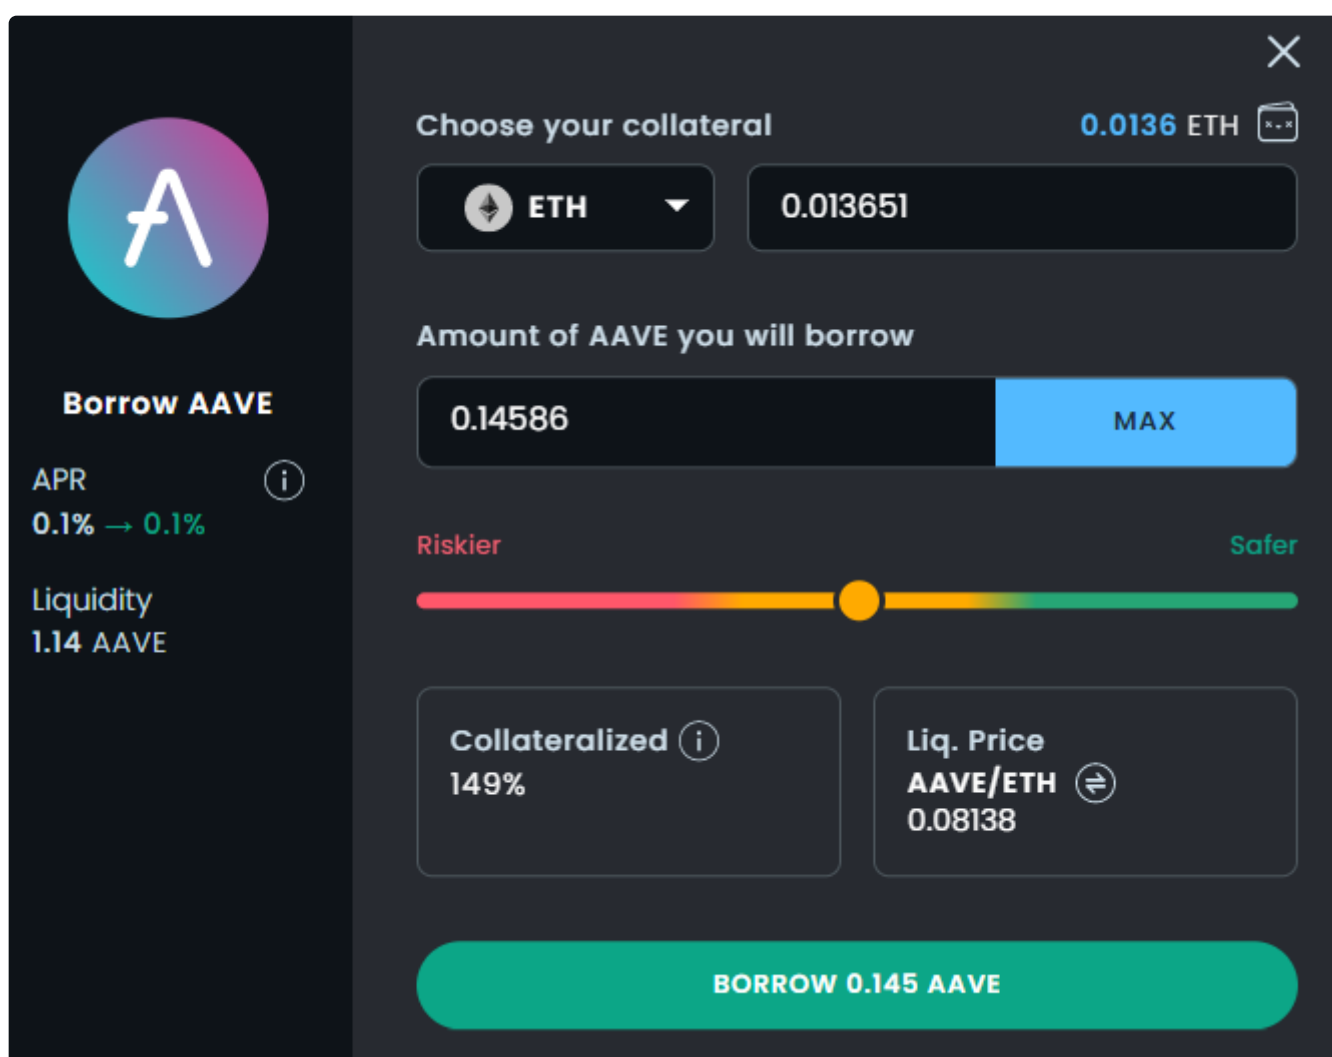 Borrow AAVE
APR
0.1% → 0.1%
Liquidity
1.14 AAVE
Choose your collateral
0.0136 ETH
ETH
0.013651
Amount of AAVE you will borrow
0.14586
MAX
Riskier
Safer
Collateralized
149%
Liq. Price
AAVE/ETH
0.08138
BORROW 0.145 AAVE